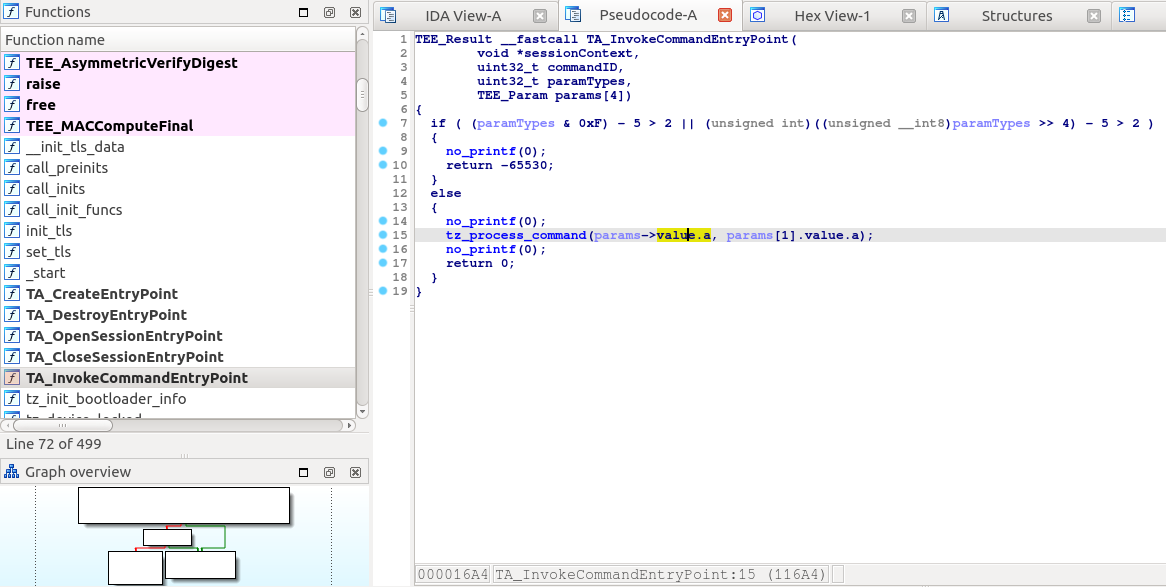 Functions
Function name
TEE_AsymmetricVerifyDigest
raise
free
TEE_MACComputeFinal
__init_tls_data
call_preinits
call_inits
call_init_funcs
init_tls
set_tls
_start
TA_CreateEntryPoint
TA_DestroyEntryPoint
TA_OpenSessionEntryPoint
TA_CloseSessionEntryPoint
TA_InvokeCommandEntryPoint
tz_init_bootloader_info
tz_device_locked
Line 72 of 499
Graph overview
IDA View-A
Pseudocode-A
Hex View-1
Structures
1 TEE_Result __fastcall TA_InvokeCommandEntryPoint(
2 void *sessionContext,
3 uint32_t commandID,
4 uint32_t paramTypes,
5 TEE_Param params[4])
6 {
7 if ( (paramTypes & 0xF) - 5 > 2 || (unsigned int)((unsigned __int8)paramTypes >> 4) - 5 > 2 )
8 {
9 no_printf(0);
10 return -65530;
11 }
12 else
13 {
14 no_printf(0);
15 tz_process_command(params->value.a, params[1].value.a);
16 no_printf(0);
17 return 0;
18 }
19 }
000016A4 TA_InvokeCommandEntryPoint:15 (116A4)